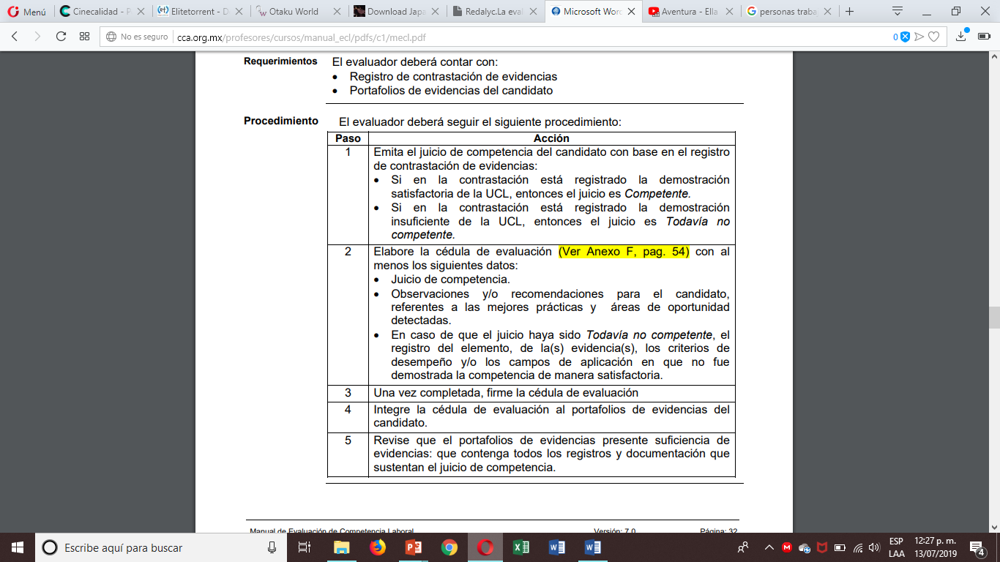 Menú
Cinecalidad - P
Elitetorrent - D
Otaku World
Download Japa
Redalyc.La eval
Microsoft Word
Aventura - Ella
personas traba
No es seguro cca.org.mx/profesores/cursos/manual_ecl/pdfs/c1/mecl.pdf
0
Requerimientos El evaluador deberá contar con:
• Registro de contrastación de evidencias
• Portafolios de evidencias del candidato
Procedimiento El evaluador deberá seguir el siguiente procedimiento:
Paso Acción
1 Emita el juicio de competencia del candidato con base en el registro
de contrastación de evidencias:
• Si en la contrastación está registrado la demostración
satisfactoria de la UCL, entonces el juicio es Competente.
• Si en la contrastación está registrado la demostración
insuficiente de la UCL, entonces el juicio es Todavía no
competente.
2 Elabore la cédula de evaluación (Ver Anexo F, pag. 54) con al
menos los siguientes datos:
• Juicio de competencia.
• Observaciones y/o recomendaciones para el candidato,
referentes a las mejores prácticas y áreas de oportunidad
detectadas.
• En caso de que el juicio haya sido Todavía no competente, el
registro del elemento, de la(s) evidencia(s), los criterios de
desempeño y/o los campos de aplicación en que no fue
demostrada la competencia de manera satisfactoria.
3 Una vez completada, firme la cédula de evaluación
4 Integre la cédula de evaluación al portafolios de evidencias del
candidato.
5 Revise que el portafolios de evidencias presente suficiencia de
evidencias: que contenga todos los registros y documentación que
sustentan el juicio de competencia.
Manual de Evaluación de Competencia Laboral Versión: 7.0 Página: 32
Escribe aquí para buscar
ESP 12:27 p. m.
LAA 13/07/2019
4